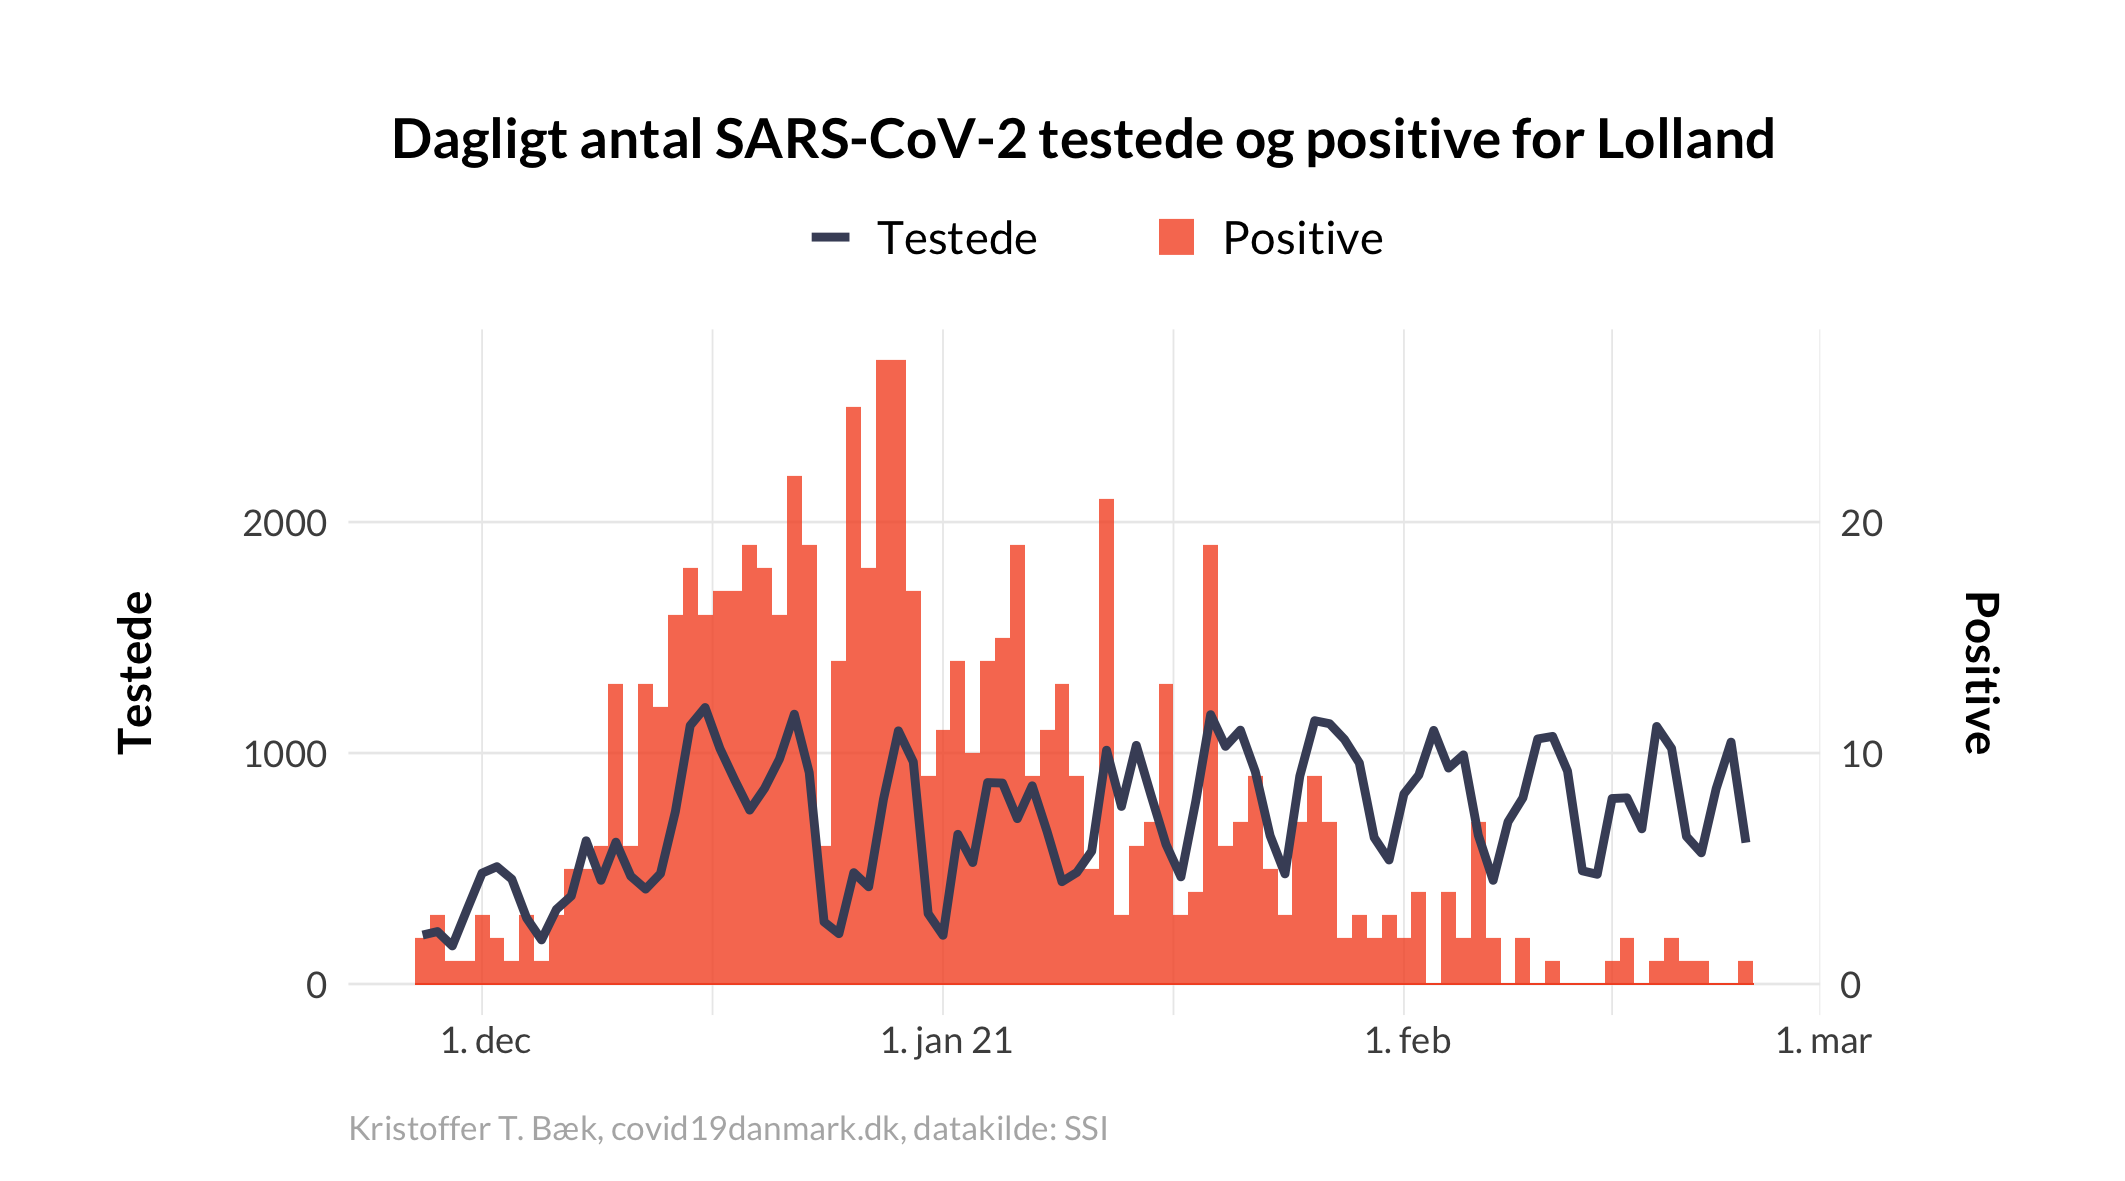 Dagligt antal SARS-CoV-2 testede og positive for Lolland
Testede
Positive
2000
1000
0
Testede
20
10
0
Positive
1. dec
1. jan 21
1. feb
1. mar
Kristoffer T. Bæk, covid19danmark.dk, datakilde: SSI